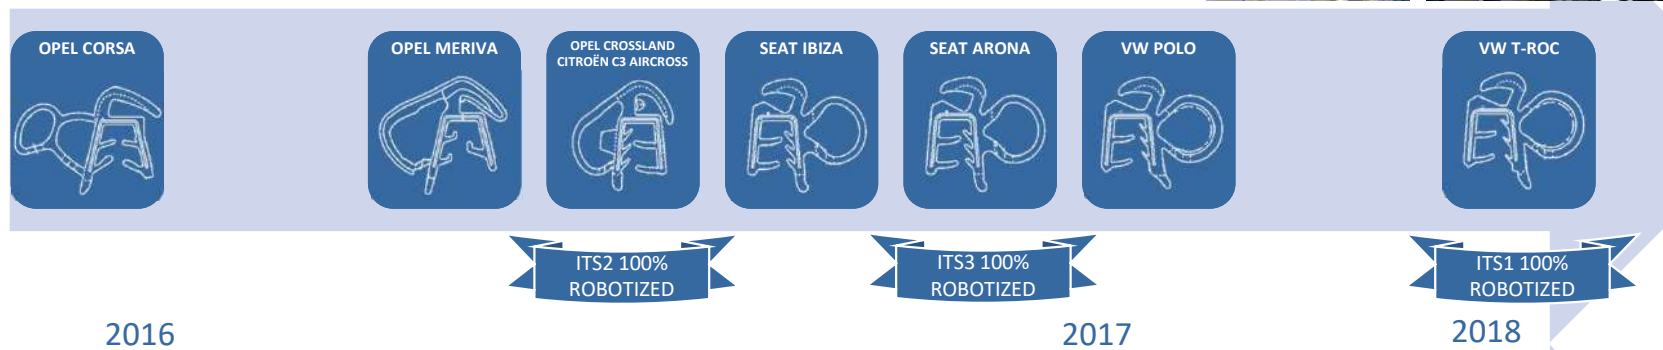 OPEL CORSA
OPEL MERIVA
OPEL CROSSLAND
CITROËN C3 AIRCROSS
SEAT IBIZA
SEAT ARONA
VW POLO
VW T-ROC
ITS2 100%
ROBOTIZED
ITS3 100%
ROBOTIZED
ITS1 100%
ROBOTIZED
2016
2017
2018